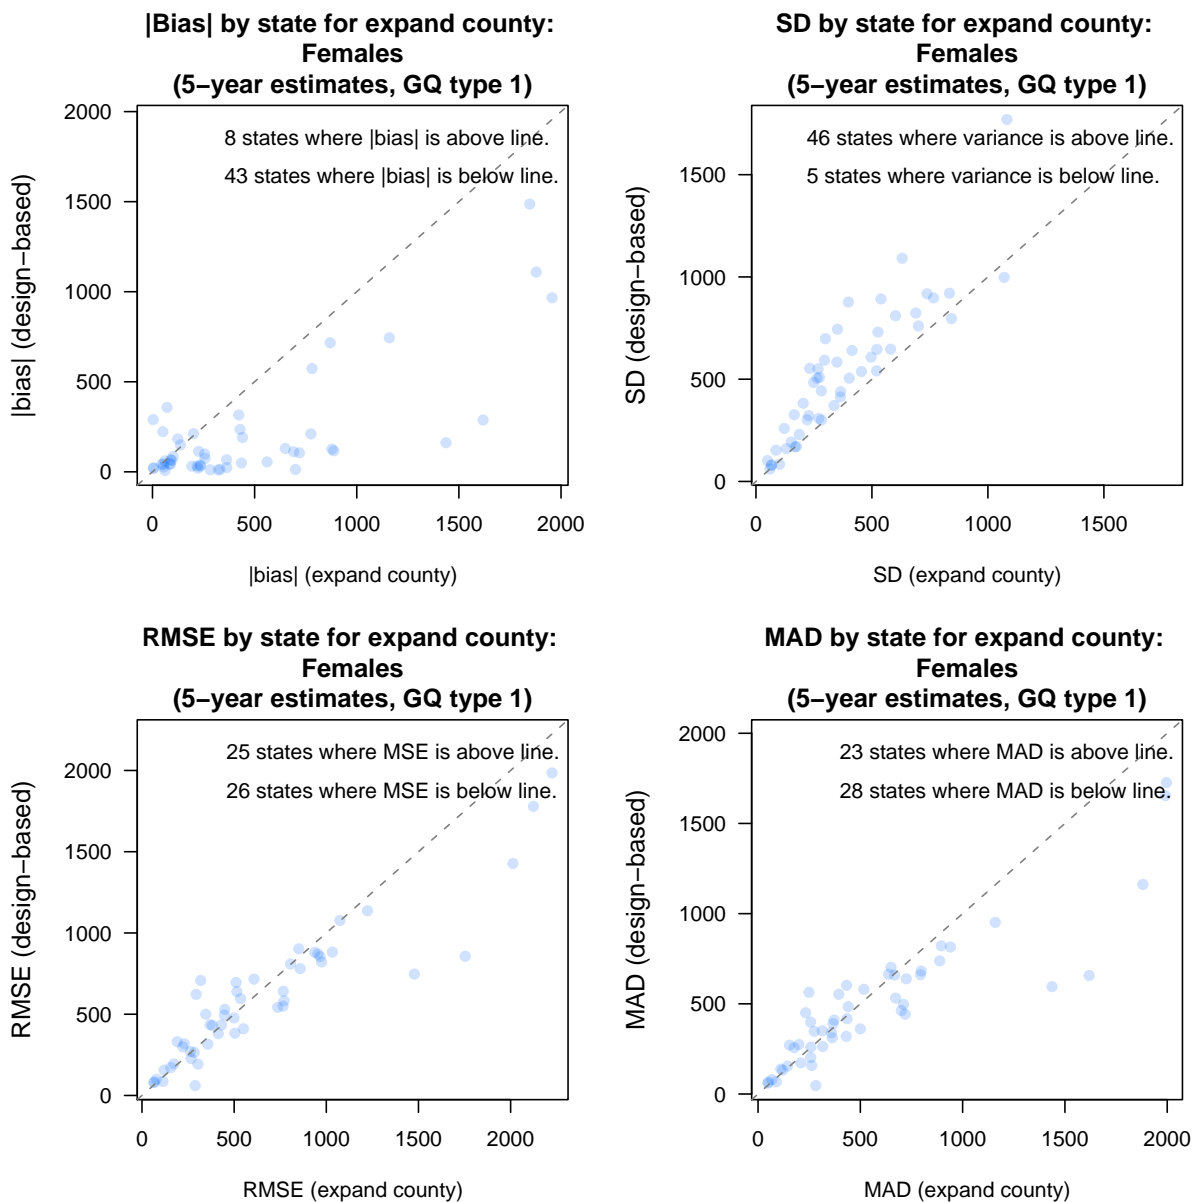 |Bias| by state for expand county:
Females
(5−year estimates, GQ type 1)
8 states where |bias| is above line.
43 states where |bias| is below line.
|bias| (design−based)
2000
1500
1000
500
0
0 500 1000 1500 2000
|bias| (expand county)
SD by state for expand county:
Females
(5−year estimates, GQ type 1)
46 states where variance is above line.
5 states where variance is below line.
SD (design−based)
1500
1000
500
0
0 500 1000 1500
SD (expand county)
RMSE by state for expand county:
Females
(5−year estimates, GQ type 1)
25 states where MSE is above line.
26 states where MSE is below line.
RMSE (design−based)
2000
1500
1000
500
0
0 500 1000 1500 2000
RMSE (expand county)
MAD by state for expand county:
Females
(5−year estimates, GQ type 1)
23 states where MAD is above line.
28 states where MAD is below line.
MAD (design−based)
2000
1500
1000
500
0
0 500 1000 1500 2000
MAD (expand county)